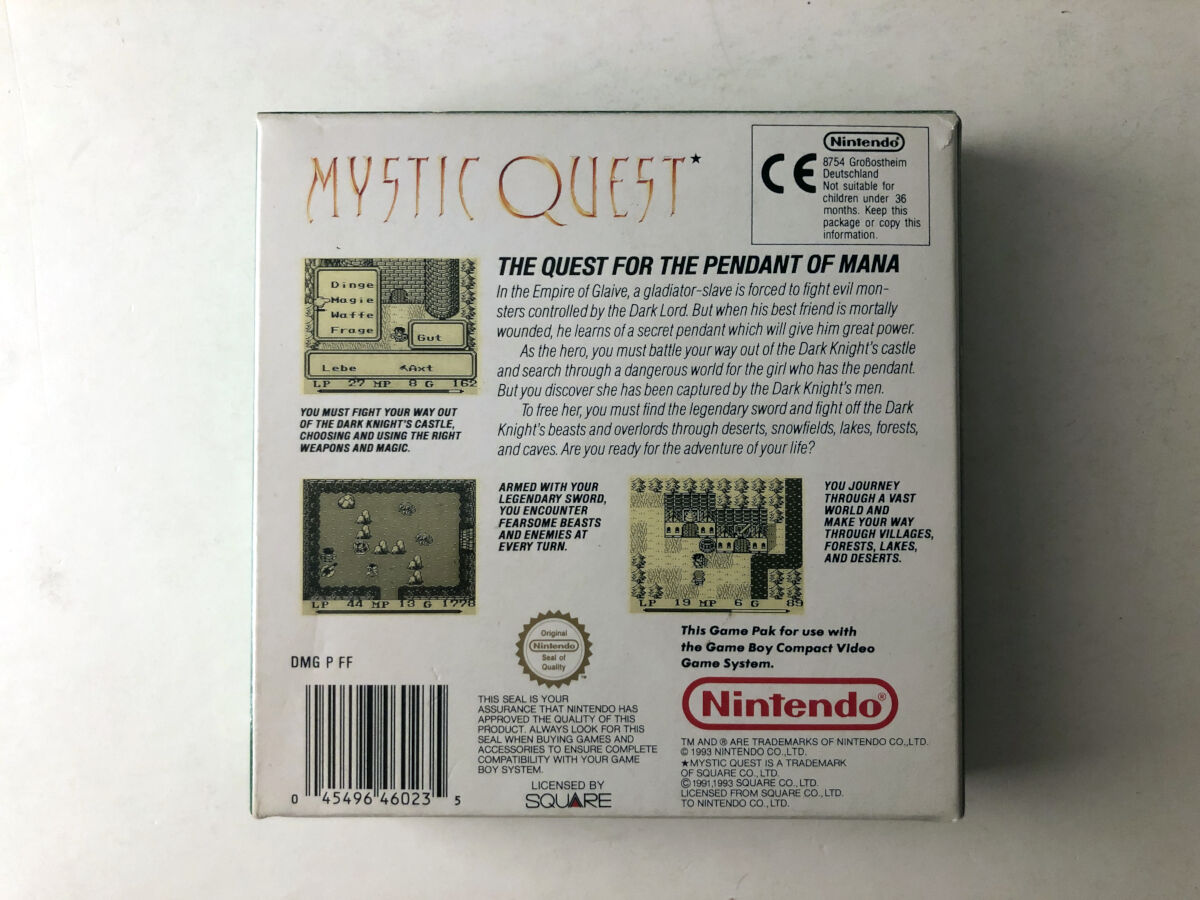 MYSTIC QUEST★
Nintendo®
CE
8754 Großostheim
Deutschland
Not suitable for
children under 36
months. Keep this
package or copy this
information.
THE QUEST FOR THE PENDANT OF MANA
In the Empire of Glaive, a gladiator-slave is forced to fight evil mon-
sters controlled by the Dark Lord. But when his best friend is mortally
wounded, he learns of a secret pendant which will give him great power.
As the hero, you must battle your way out of the Dark Knight's castle
and search through a dangerous world for the girl who has the pendant.
But you discover she has been captured by the Dark Knight's men.
To free her, you must find the legendary sword and fight off the Dark
Knight's beasts and overlords through deserts, snowfields, lakes, forests,
and caves. Are you ready for the adventure of your life?
Dinge
Magie
Waffe
Frage
Gut
Lebe Axt
LP 27 MP 8 G 162
YOU MUST FIGHT YOUR WAY OUT
OF THE DARK KNIGHT'S CASTLE,
CHOOSING AND USING THE RIGHT
WEAPONS AND MAGIC.
LP 44 MP 13 G 1778
ARMED WITH YOUR
LEGENDARY SWORD,
YOU ENCOUNTER
FEARSOME BEASTS
AND ENEMIES AT
EVERY TURN.
LP 19 MP 6 G 89
YOU JOURNEY
THROUGH A VAST
WORLD AND
MAKE YOUR WAY
THROUGH VILLAGES,
FORESTS, LAKES,
AND DESERTS.
DMG P FF
0 45496 46023 5
Original
Nintendo
Seal of
Quality
TM
THIS SEAL IS YOUR
ASSURANCE THAT NINTENDO HAS
APPROVED THE QUALITY OF THIS
PRODUCT. ALWAYS LOOK FOR THIS
SEAL WHEN BUYING GAMES AND
ACCESSORIES TO ENSURE COMPLETE
COMPATIBILITY WITH YOUR GAME
BOY SYSTEM.
LICENSED BY
SQUARE
This Game Pak for use with
the Game Boy Compact Video
Game System.
Nintendo®
TM AND ® ARE TRADEMARKS OF NINTENDO CO.,LTD.
© 1993 NINTENDO CO.,LTD.
★MYSTIC QUEST IS A TRADEMARK
OF SQUARE CO., LTD.
© 1991,1993 SQUARE CO., LTD.
LICENSED FROM SQUARE CO., LTD.
TO NINTENDO CO., LTD.